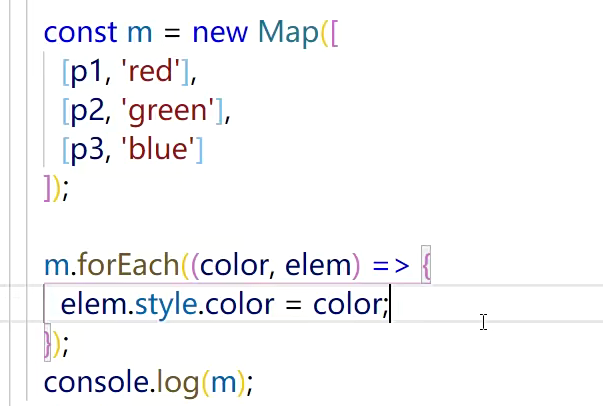 const m = new Map([
[p1, 'red'],
[p2, 'green'],
[p3, 'blue']
]);
m.forEach((color, elem) => {
elem.style.color = color;
});
console.log(m);